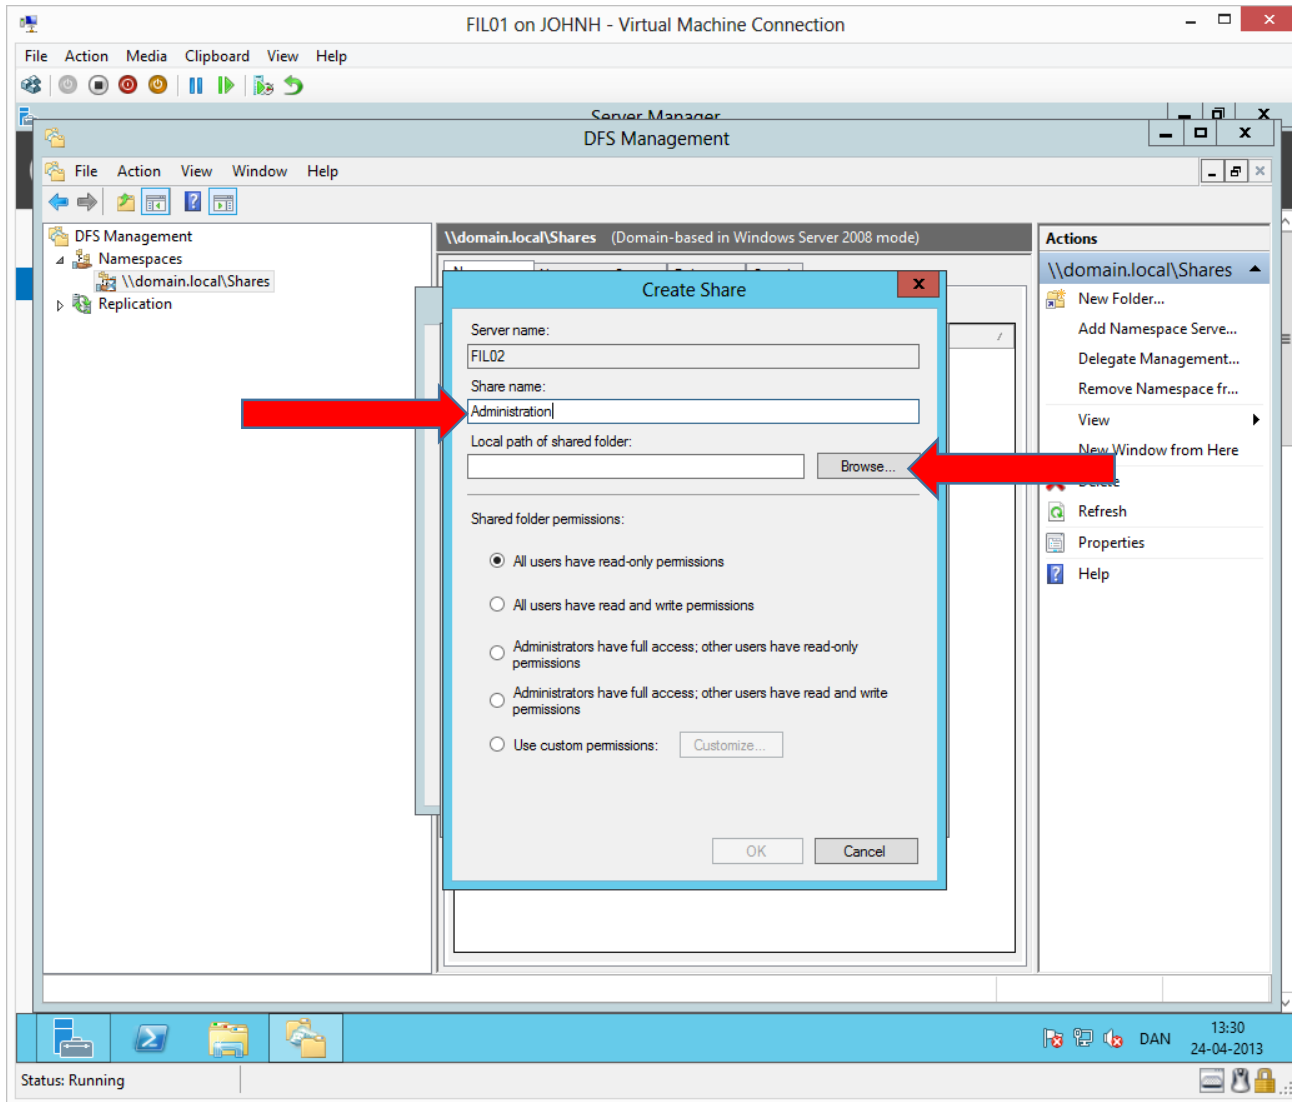 FIL01 on JOHNH - Virtual Machine Connection
File Action Media Clipboard View Help
Server Manager
DFS Management
File Action View Window Help
DFS Management
Namespaces
\\domain.local\Shares
Replication
\\domain.local\Shares (Domain-based in Windows Server 2008 mode)
Create Share
Server name:
FIL02
Share name:
Administration
Local path of shared folder:
Browse...
Shared folder permissions:
All users have read-only permissions
All users have read and write permissions
Administrators have full access; other users have read-only
permissions
Administrators have full access; other users have read and write
permissions
Use custom permissions: Customize...
OK Cancel
Actions
\\domain.local\Shares
New Folder...
Add Namespace Serve...
Delegate Management...
Remove Namespace fr...
View
New Window from Here
Delete
Refresh
Properties
Help
DAN
13:30
24-04-2013
Status: Running